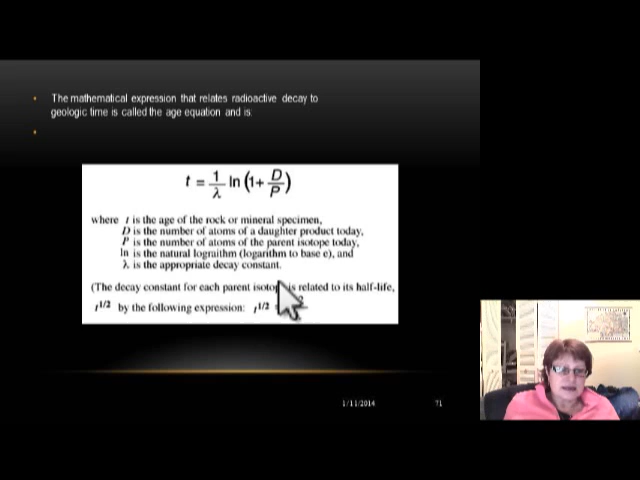 • The mathematical expression that relates radioactive decay to
geologic time is called the age equation and is:
•
t = 1/λ ln (1 + D/P)
where t is the age of the rock or mineral specimen,
D is the number of atoms of a daughter product today,
P is the number of atoms of the parent isotope today,
ln is the natural lograithm (logarithm to base e), and
λ is the appropriate decay constant.
(The decay constant for each parent isotop is related to its half-life,
t1/2 by the following expression: t1/2
1/11/2014
71